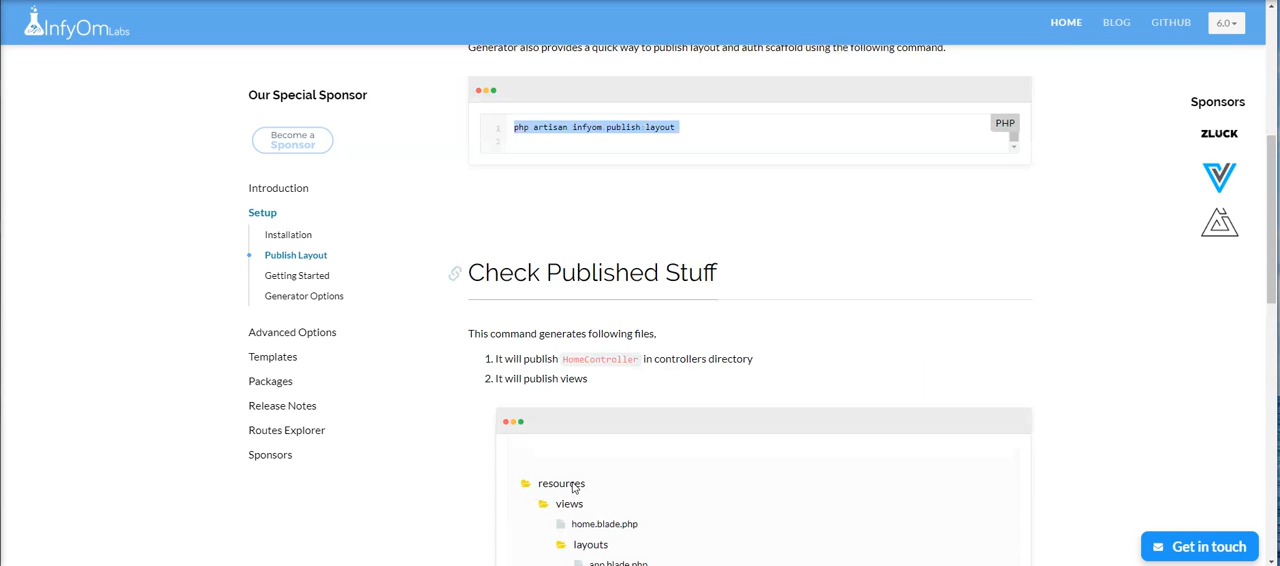 InfyOmLabs
HOME
BLOG
GITHUB
6.0
Generator also provides a quick way to publish layout and auth scaffold using the following command.
Our Special Sponsor
Become a
Sponsor
Introduction
Setup
Installation
Publish Layout
Getting Started
Generator Options
Advanced Options
Templates
Packages
Release Notes
Routes Explorer
Sponsors
1
2
php artisan infyom:publish:layout
PHP
Check Published Stuff
This command generates following files,
1. It will publish HomeController in controllers directory
2. It will publish views
resources
views
home.blade.php
layouts
app.blade.php
Sponsors
ZLUCK
Get in touch